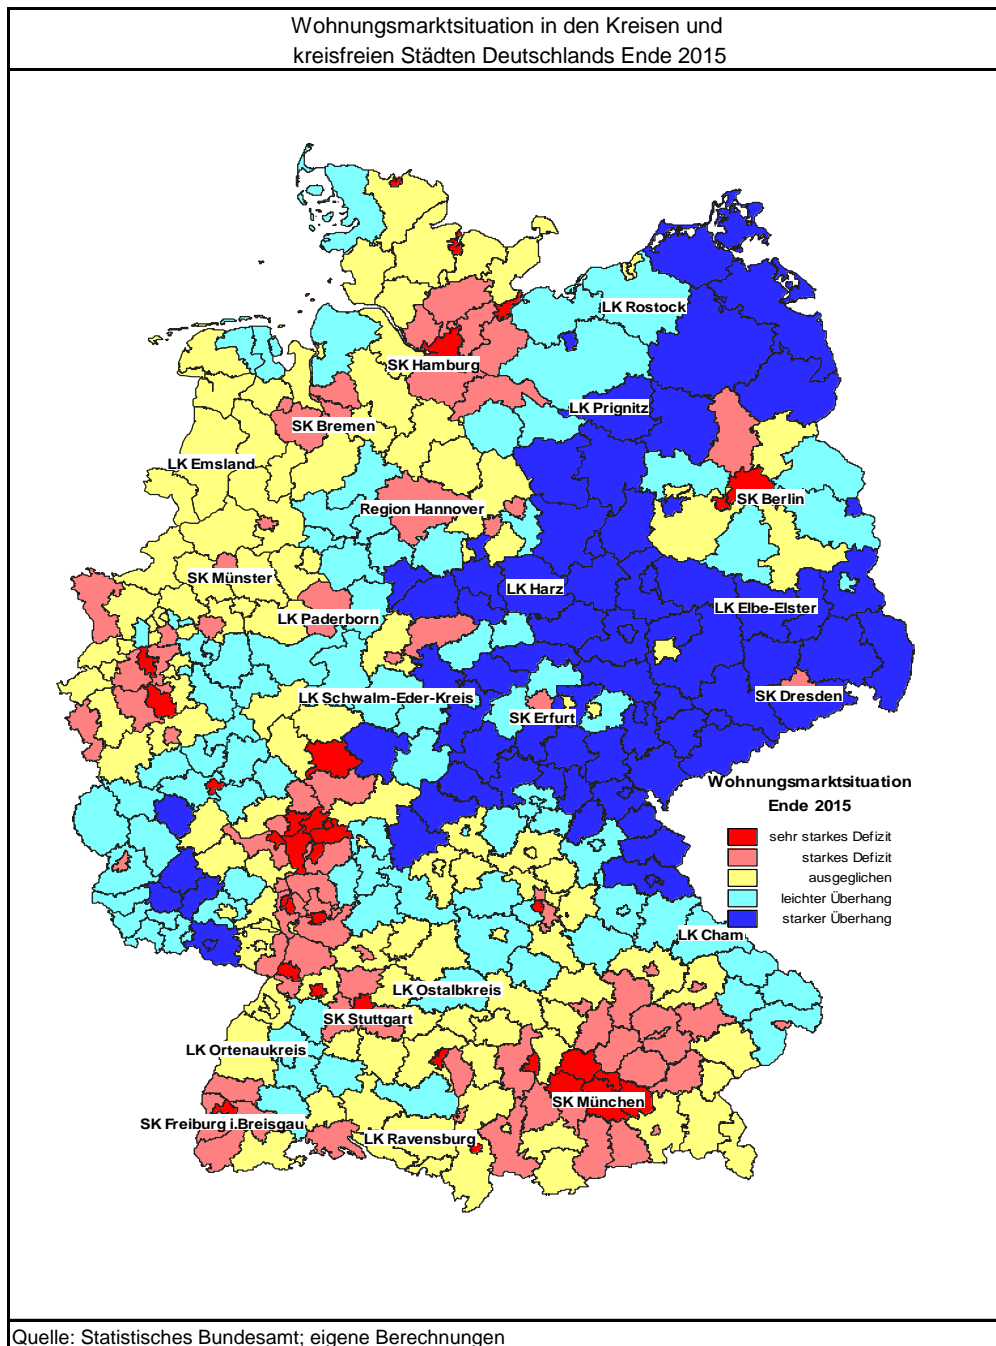 Wohnungsmarktsituation in den Kreisen und
kreisfreien Städten Deutschlands Ende 2015
LK Rostock
SK Hamburg
LK Prignitz
SK Bremen
LK Emsland
SK Berlin
Region Hannover
SK Münster
LK Harz
LK Elbe-Elster
LK Paderborn
LK Schwalm-Eder-Kreis
SK Dresden
SK Erfurt
Wohnungsmarktsituation
Ende 2015
sehr starkes Defizit
starkes Defizit
ausgeglichen
leichter Überhang
starker Überhang
LK Cham
LK Ostalbkreis
SK Stuttgart
LK Ortenaukreis
SK München
SK Freiburg i.Breisgau
LK Ravensburg
Quelle: Statistisches Bundesamt; eigene Berechnungen